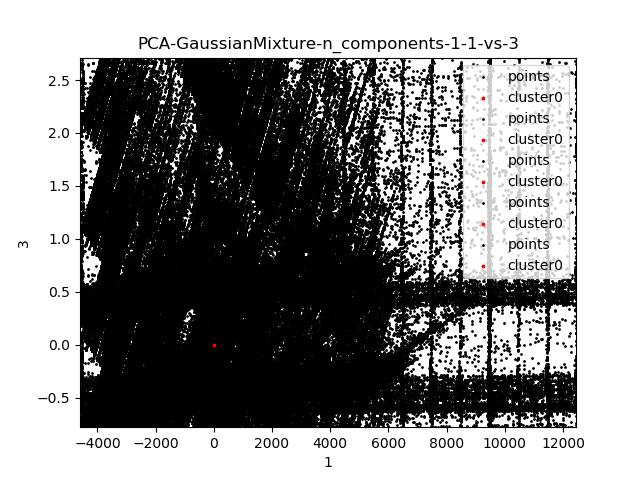 PCA-GaussianMixture-n_components-1-1-vs-3
2.5
2.0
1.5
1.0
0.5
0.0
−0.5
3
points
cluster0
points
cluster0
points
cluster0
points
cluster0
points
cluster0
−4000 −2000 0 2000 4000 6000 8000 10000 12000
1